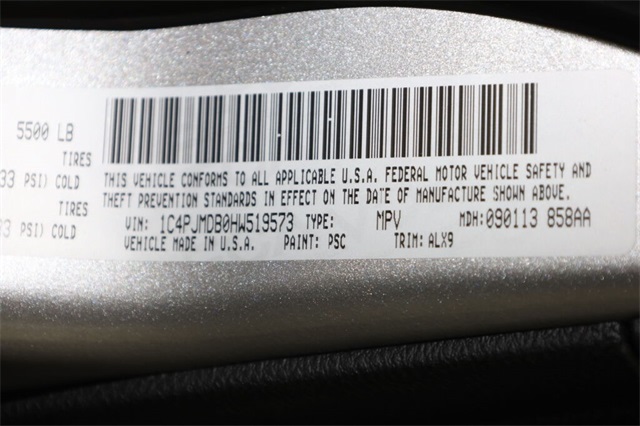 5500 LB
TIRES
33 PSI) COLD
TIRES
PSI) COLD
THIS VEHICLE CONFORMS TO ALL APPLICABLE U.S.A. FEDERAL MOTOR VEHICLE SAFETY AND
THEFT PREVENTION STANDARDS IN EFFECT ON THE DATE OF MANUFACTURE SHOWN ABOVE.
VIN: 1C4PJMDB0HW519573 TYPE: MPV MDH:090113 858AA
VEHICLE MADE IN U.S.A. PAINT: PSC TRIM: ALX9